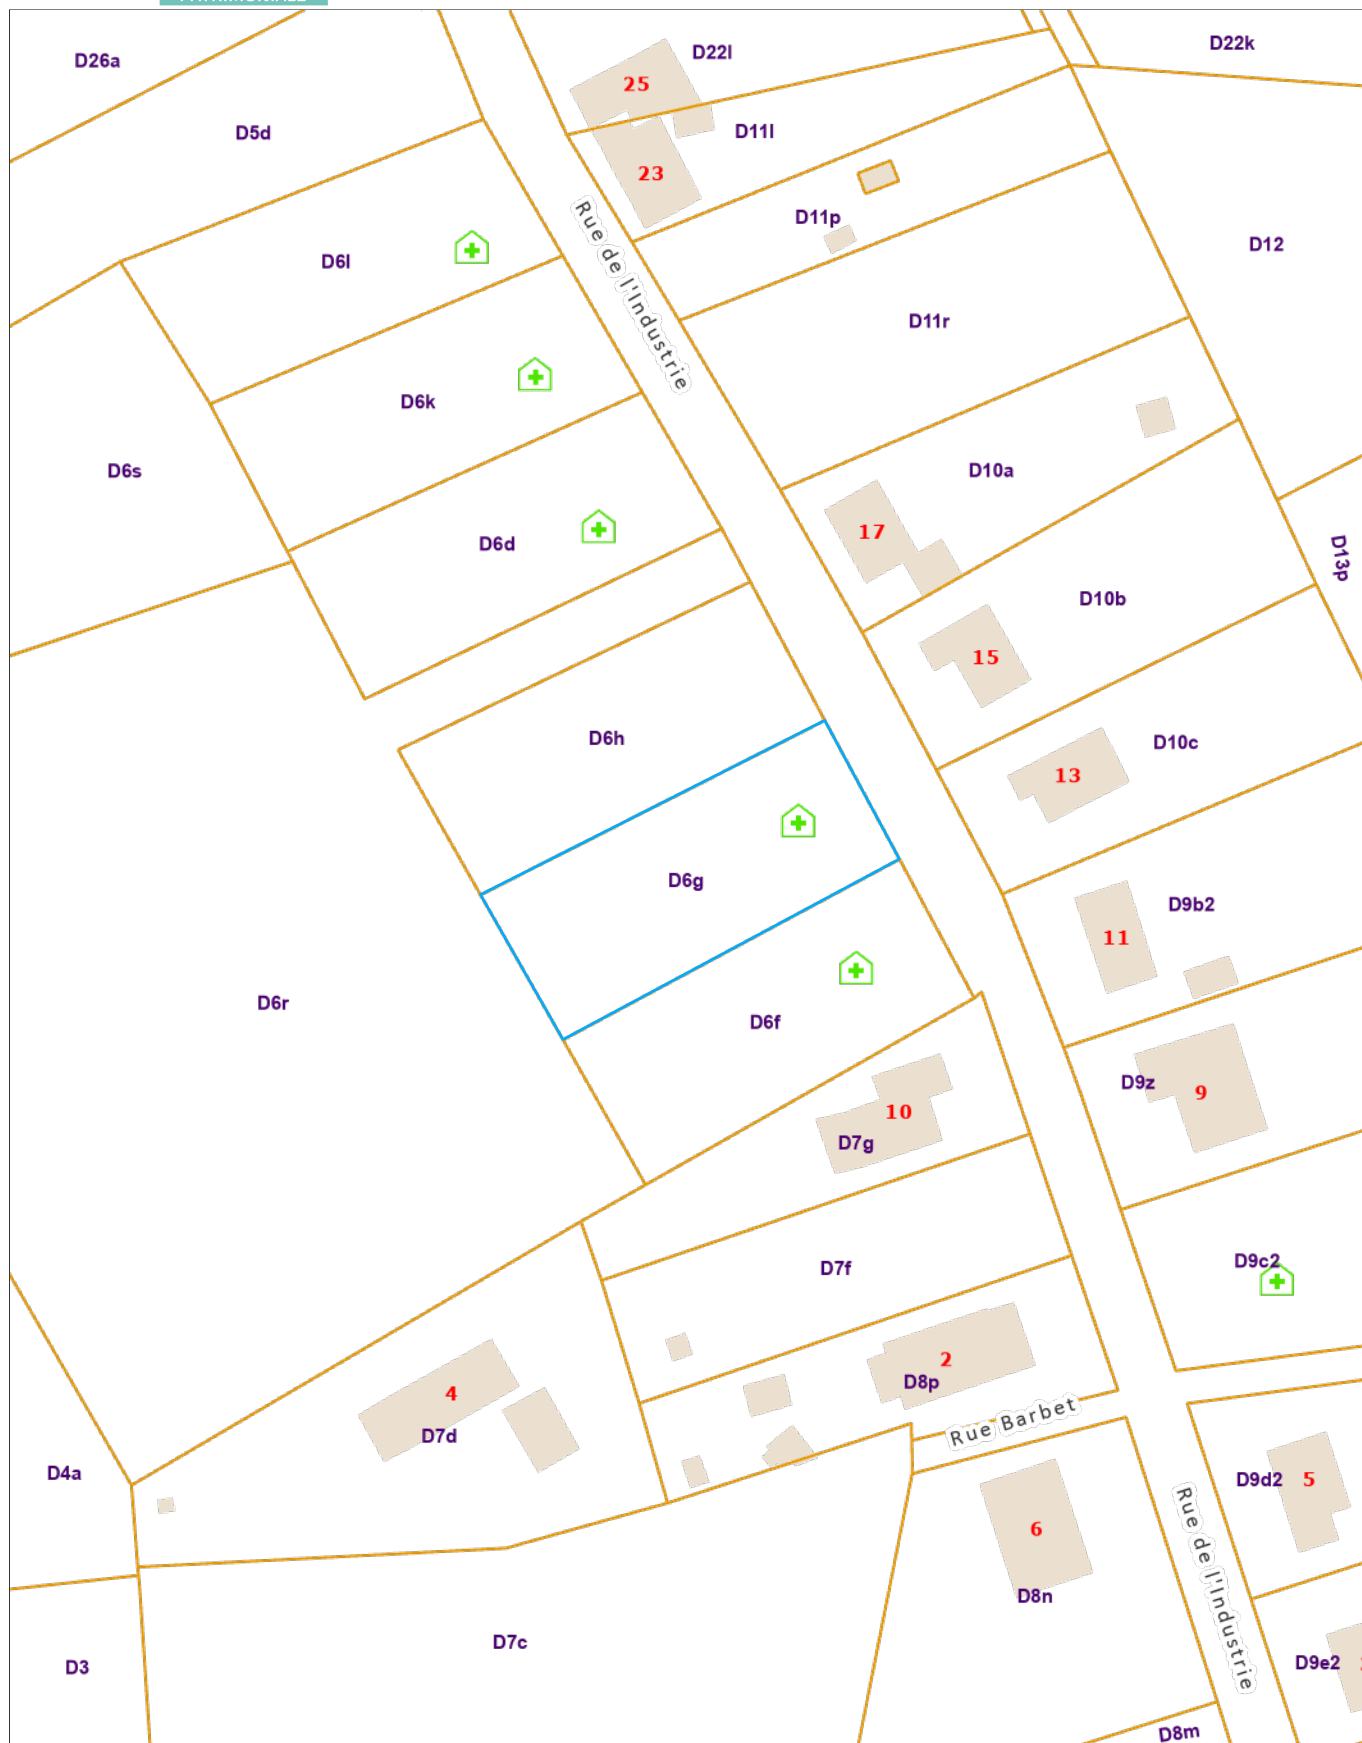 D26a
D22l
D22k
25
D5d
D11l
23
D11p
D12
D6l
Rue de l'Industrie
D11r
D6k
D6s
D10a
17
D6d
D13p
D10b
15
D6h
D10c
13
D6g
D9b2
11
D6r
D6f
D9z
9
10
D7g
D9c2
D7f
2
D8p
4
D7d
Rue Barbet
D4a
D9d2
5
6
Rue de l'Industrie
D8n
D7c
D3
D9e2
D8m